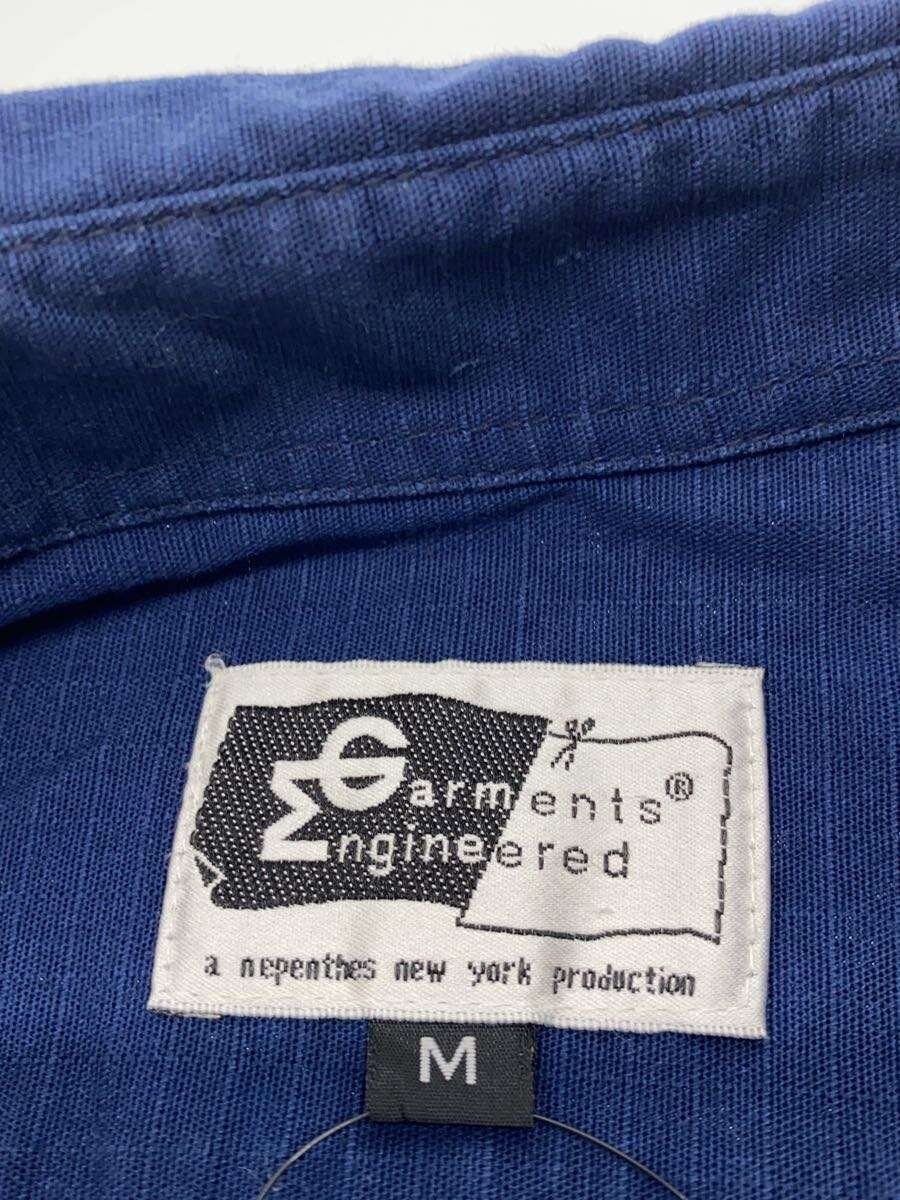 Garments®
Engineered
a nepenthes new york production
M